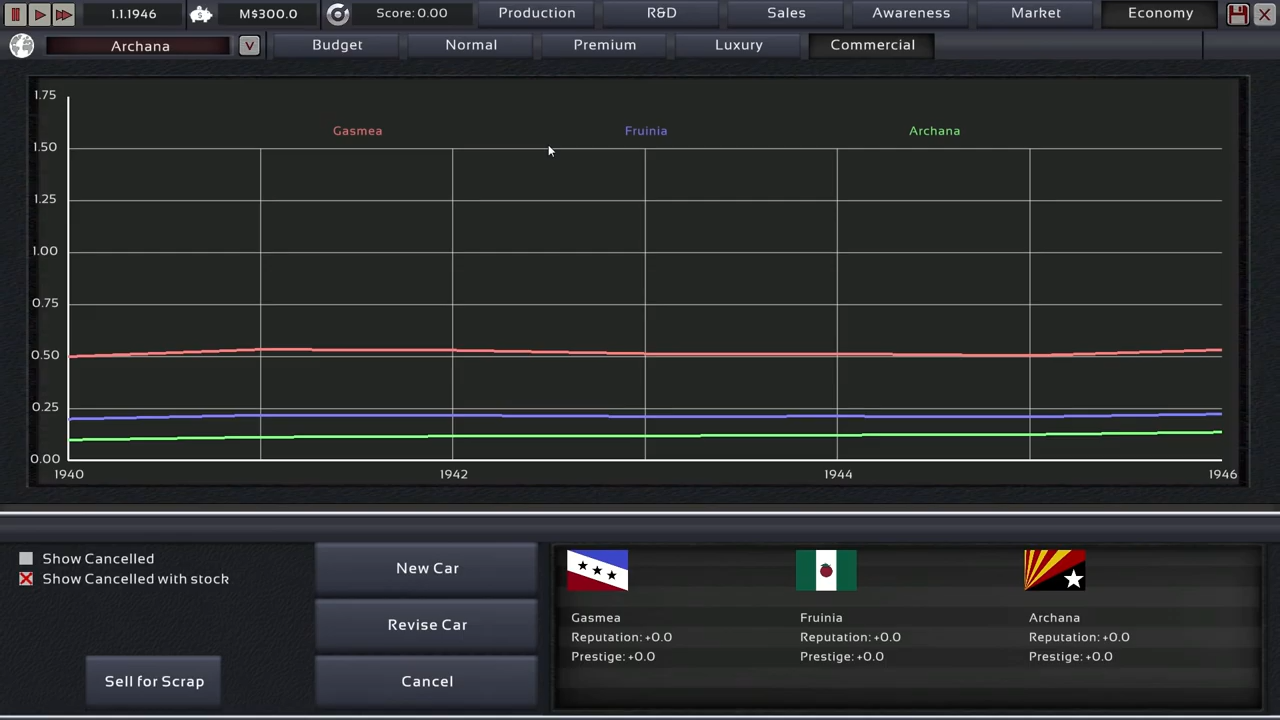 1.1.1946 M$300.0 Score: 0.00 Production R&D Sales Awareness Market Economy
Archana V Budget Normal Premium Luxury Commercial
1.75
Gasmea Fruinia Archana
1.50
1.25
1.00
0.75
0.50
0.25
0.00
1940 1942 1944 1946
Show Cancelled
Show Cancelled with stock
New Car
Revise Car
Sell for Scrap
Cancel
Gasmea Fruinia Archana
Reputation: +0.0 Reputation: +0.0 Reputation: +0.0
Prestige: +0.0 Prestige: +0.0 Prestige: +0.0